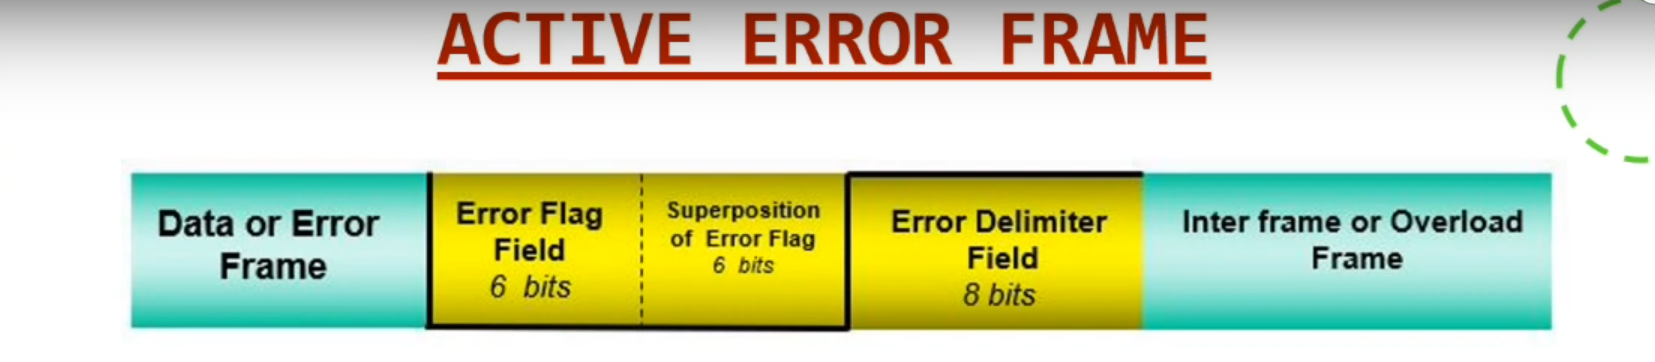 ACTIVE ERROR FRAME
Data or Error
Frame
Error Flag
Field
6 bits
Superposition
of Error Flag
6 bits
Error Delimiter
Field
8 bits
Inter frame or Overload
Frame